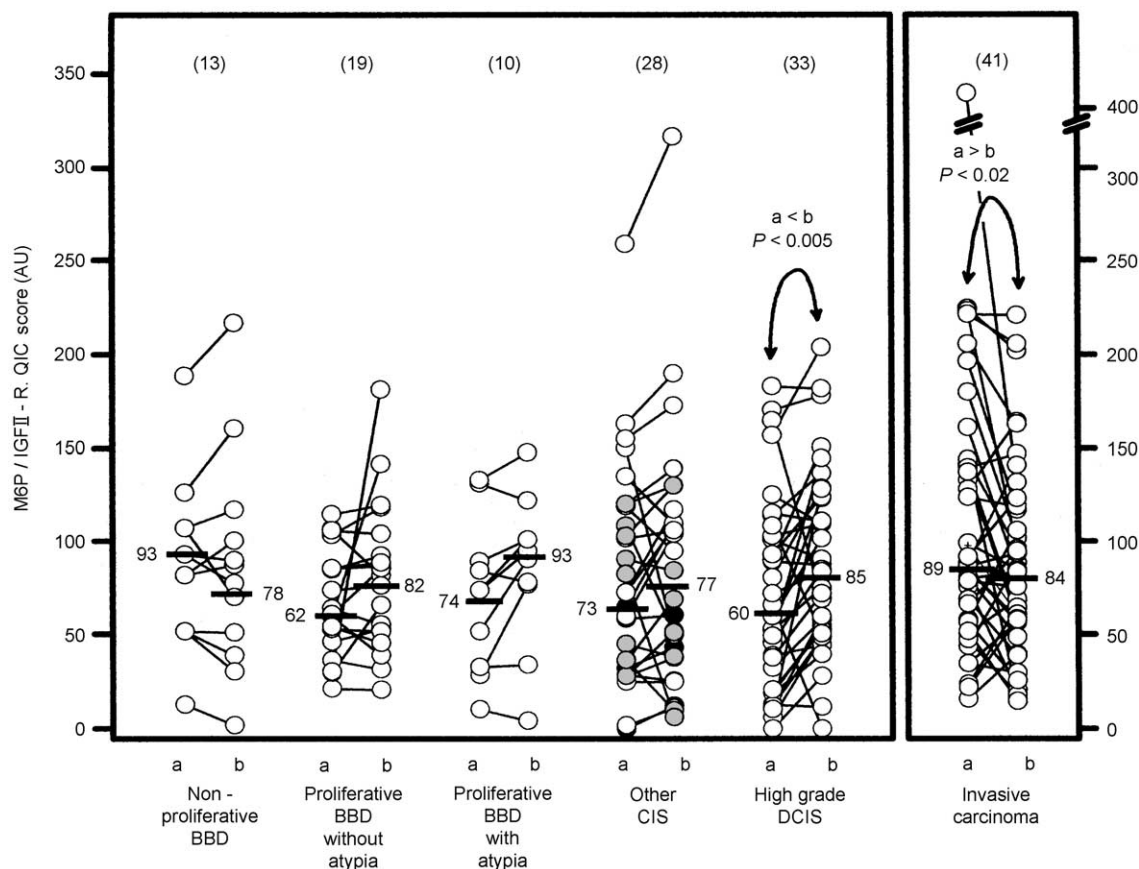 M6P / IGFII - R. QIC score (AU)
350
300
250
200
150
100
50
0
(13)
(19)
(10)
(28)
(33)
(41)
a < b
P < 0.005
a > b
P < 0.02
93
78
62
82
74
93
73
77
60
85
89
84
400
300
250
200
150
100
50
0
a b
a b
a b
a b
a b
a b
Non -
proliferative
BBD
Proliferative
BBD
without
atypia
Proliferative
BBD
with
atypia
Other
CIS
High grade
DCIS
Invasive
carcinoma